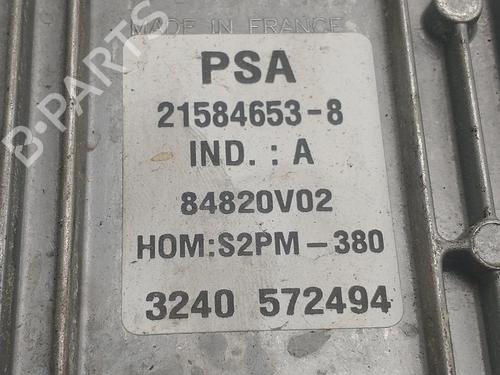 MADE IN FRANCE
PSA
21584653-8
IND. : A
84820V02
HOM:S2PM-380
3240 572494
B-PARTS